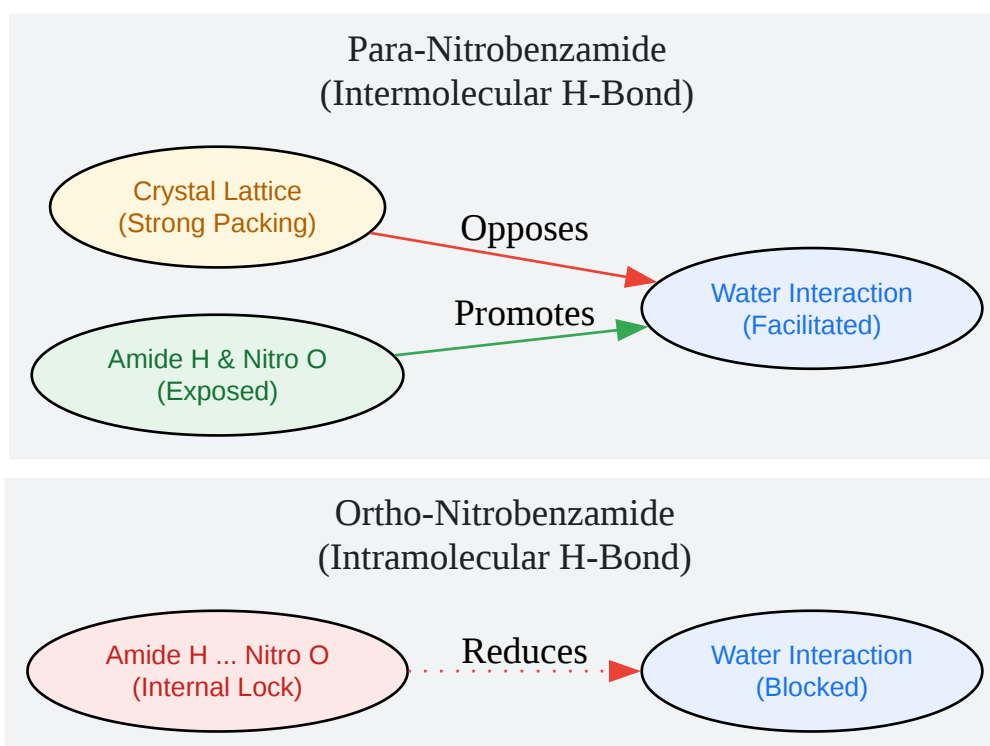 Para-Nitrobenzamide
(Intermolecular H-Bond)
Crystal Lattice
(Strong Packing)
Opposes
Amide H & Nitro O
(Exposed)
Promotes
Water Interaction
(Facilitated)
Ortho-Nitrobenzamide
(Intramolecular H-Bond)
Amide H ... Nitro O
(Internal Lock)
Reduces
Water Interaction
(Blocked)